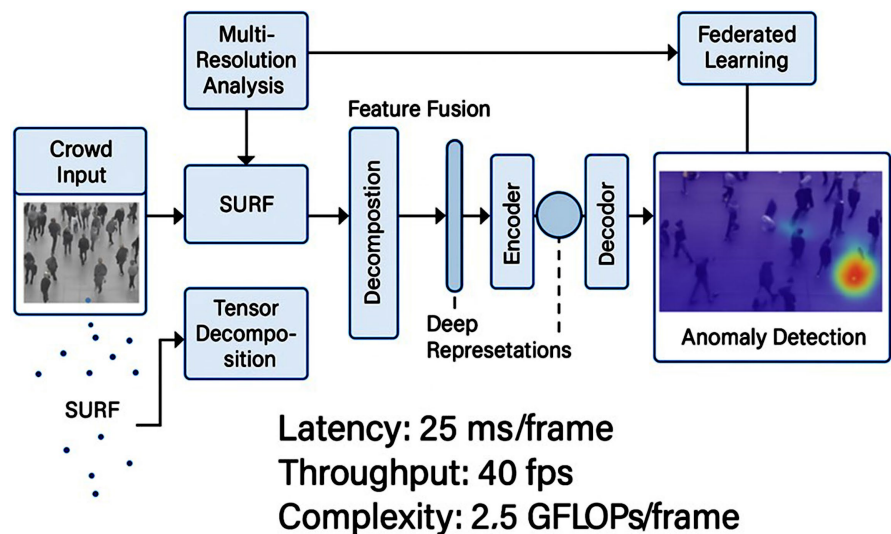 Multi-
Resolution
Analysis
Federated
Learning
Feature Fusion
Crowd
Input
SURF
Decompostion
Encoder
Decodor
Tensor
Decompo-
sition
Deep
Represetations
Anomaly Detection
SURF
Latency: 25 ms/frame
Throughput: 40 fps
Complexity: 2.5 GFLOPs/frame